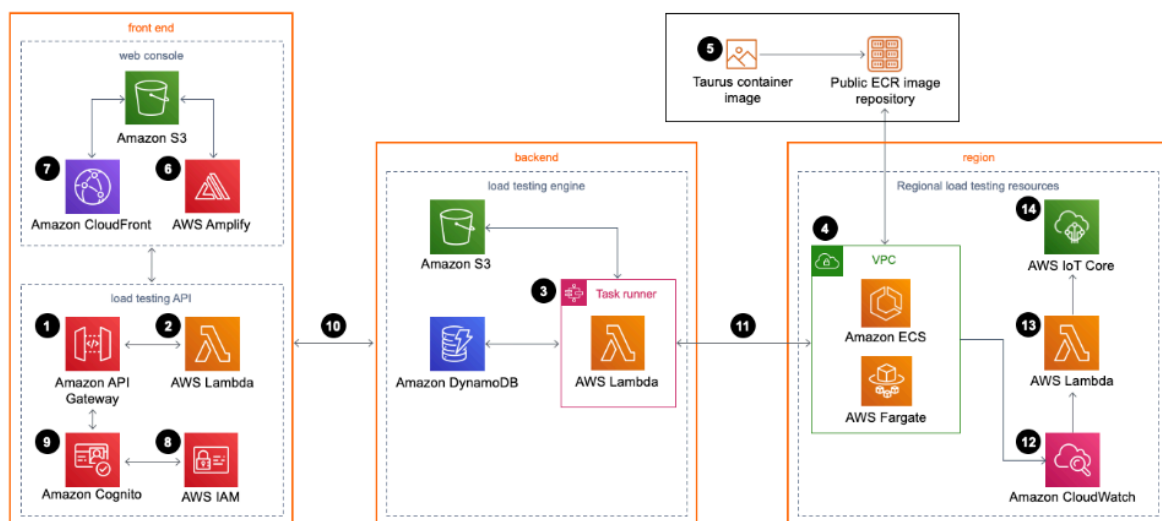 front end
web console
Amazon S3
7
6
Amazon CloudFront
AWS Amplify
load testing API
1
2
Amazon API
Gateway
AWS Lambda
9
8
Amazon Cognito
AWS IAM
10
backend
load testing engine
Amazon S3
3
Task runner
Amazon DynamoDB
AWS Lambda
11
5
Taurus container
image
Public ECR image
repository
region
Regional load testing resources
4
VPC
Amazon ECS
AWS Fargate
14
AWS IoT Core
13
AWS Lambda
12
Amazon CloudWatch